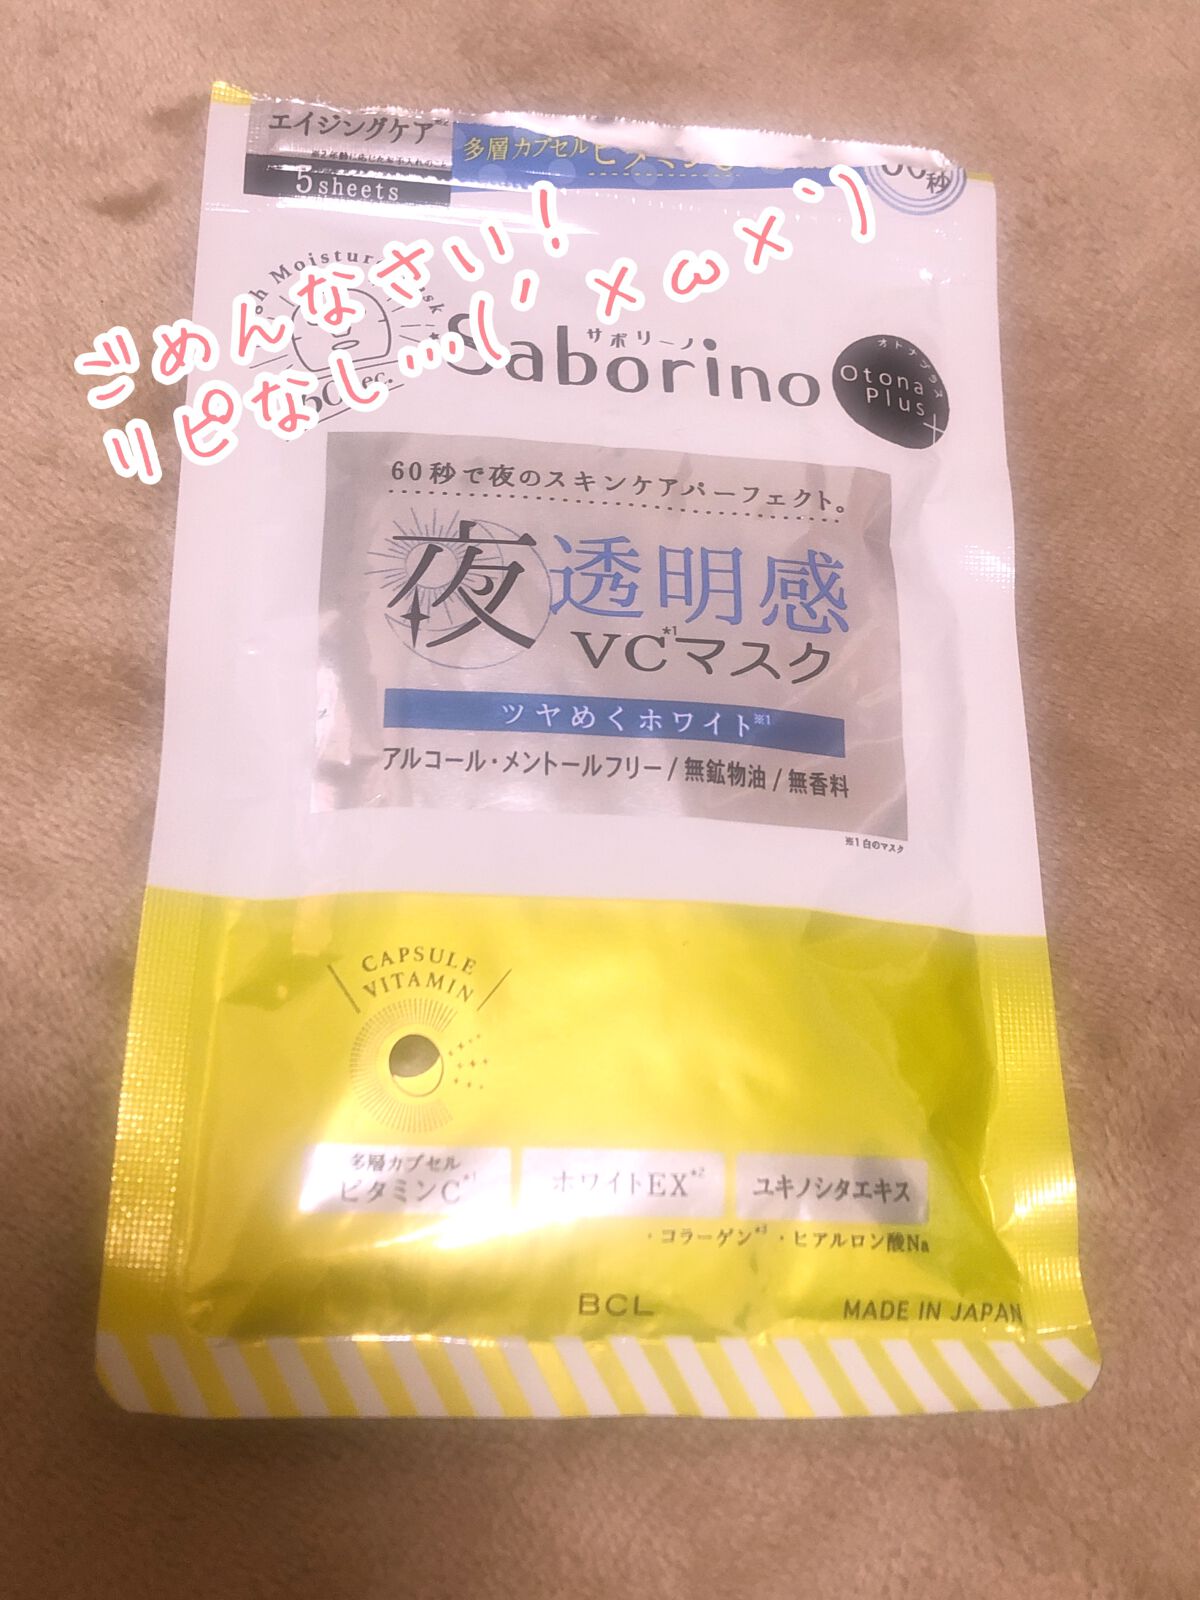 エイジングケア※2
多層カプセル
5 sheets
秒
ごめんなさい!
リピなし…(´×ω×`)
Moisture
サボリーノ
Saborino
オトナプラス
Otona
Plus
60秒で夜のスキンケアパーフェクト。
夜透明感
VC*1マスク
ツヤめくホワイト※1
アルコール・メントールフリー / 無鉱物油 / 無香料
※1 白のマスク
CAPSULE
VITAMIN
多層カプセル
ビタミンC*1
ホワイトEX*2
ユキノシタエキス
・コラーゲン*3 ・ヒアルロン酸Na
BCL
MADE IN JAPAN